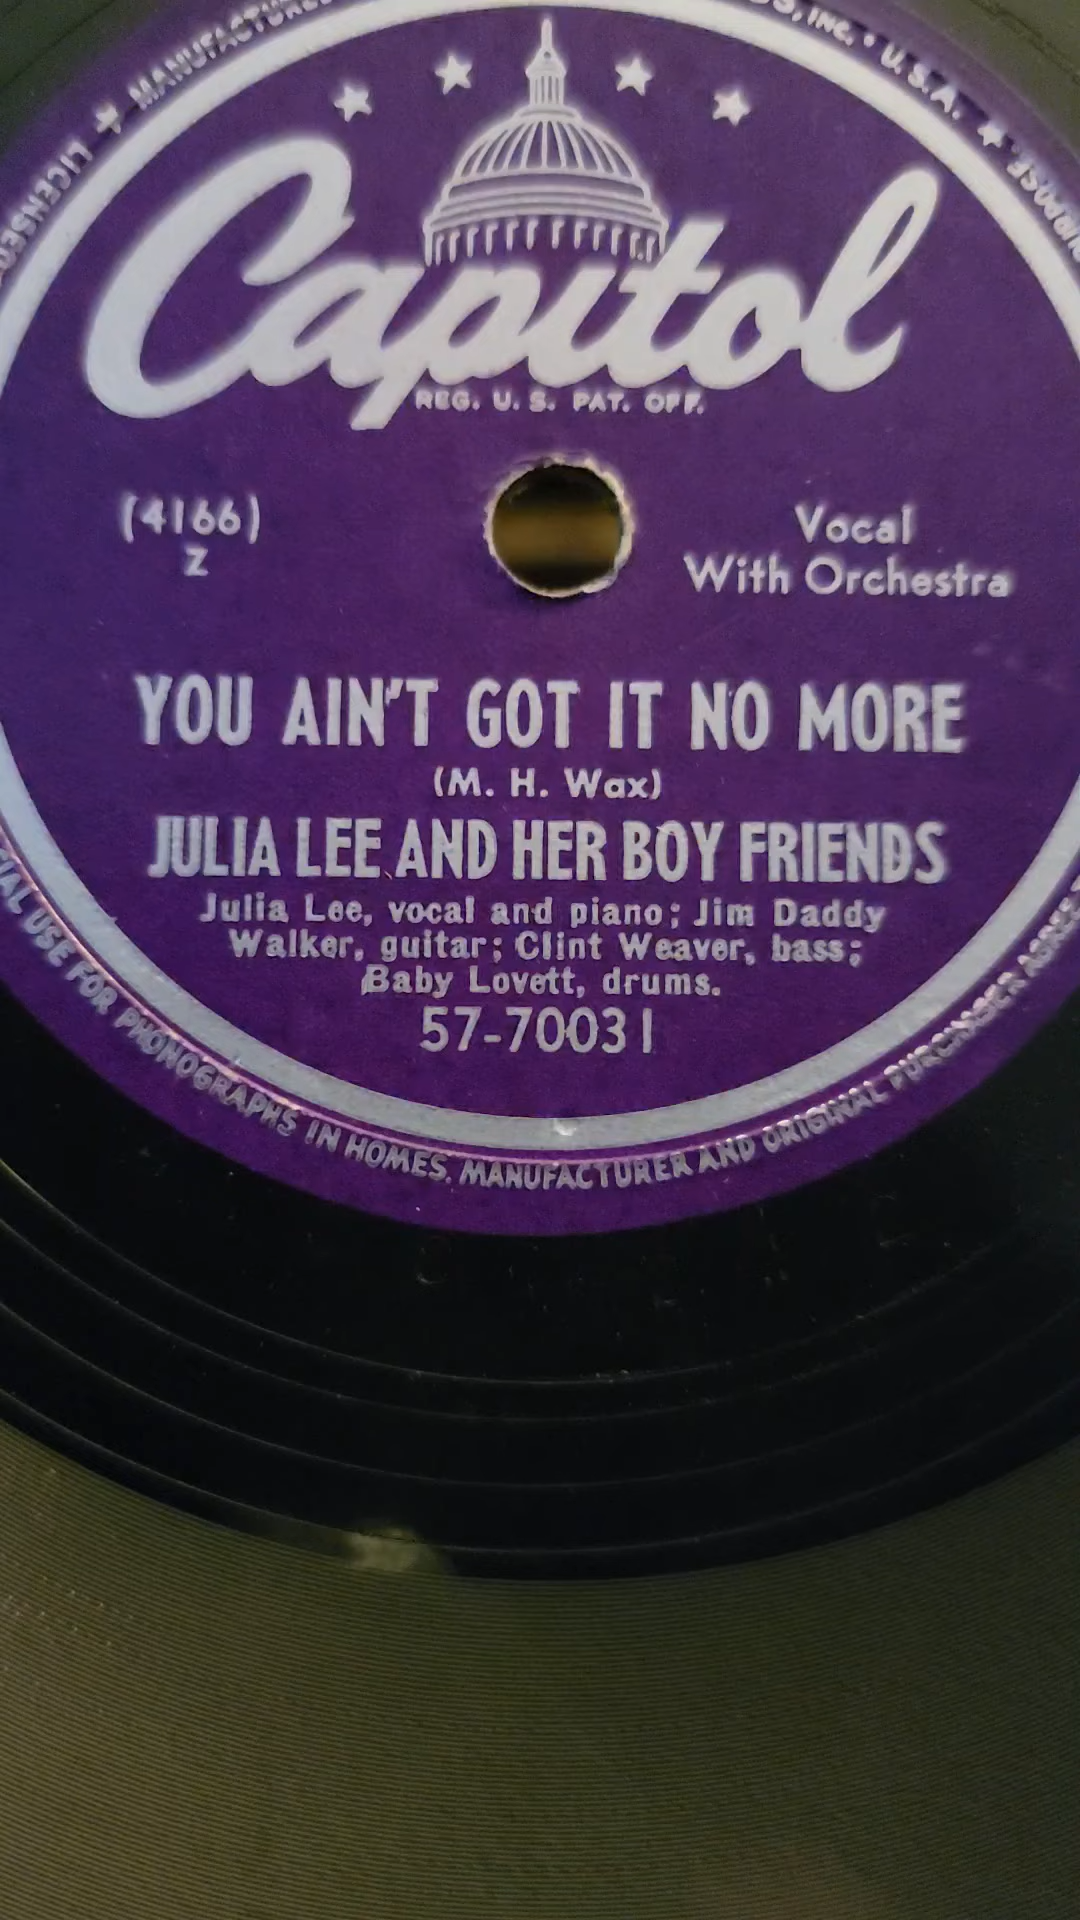 MANUFACTURED
INC. • U. S. A.
LICENSED
Capitol
REG. U. S. PAT. OFF.
(4166)
Z
Vocal
With Orchestra
YOU AIN'T GOT IT NO MORE
(M. H. Wax)
JULIA LEE AND HER BOY FRIENDS
Julia Lee, vocal and piano; Jim Daddy
Walker, guitar; Clint Weaver, bass;
Baby Lovett, drums.
57-70031
USE FOR PHONOGRAPHS IN HOMES. MANUFACTURER AND ORIGINAL PURCHASER